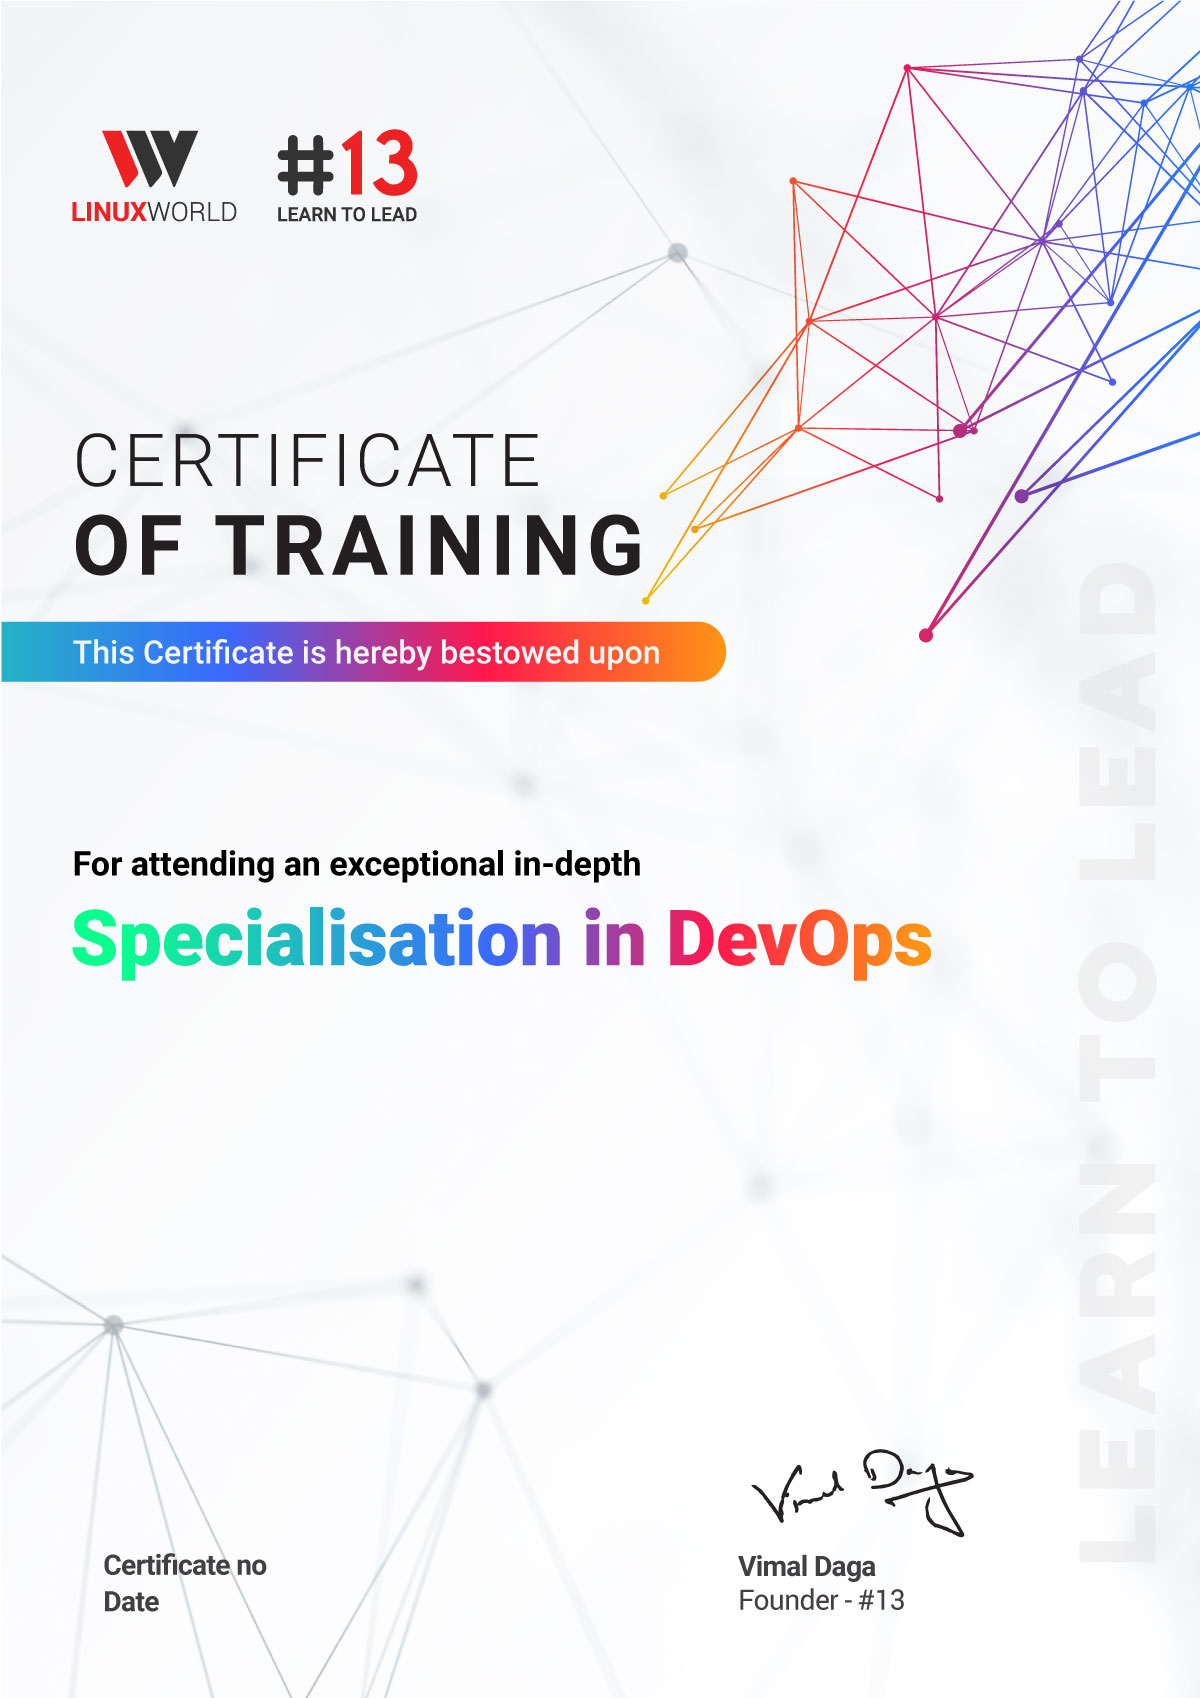 LINUXWORLD
#13
LEARN TO LEAD
CERTIFICATE
OF TRAINING
This Certificate is hereby bestowed upon
For attending an exceptional in-depth
Specialisation in DevOps
LEARN TO LEAD
Vimal Daga
Certificate no
Date
Vimal Daga
Founder - #13